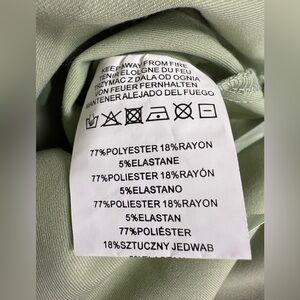 KEEP AWAY FROM FIRE
TENIR ELOLGNE DU FEU
TRZYMAC Z DALA OD OGNIA
VON FEUER FERNHALTEN
MANTENER ALEJADO DEL FUEGO
77%POLYESTER 18%RAYON
5%ELASTANE
77%POLIESTER 18%RAYÓN
5%ELASTANO
77%POLIESTER 18%RAYON
5%ELASTAN
77%POLIÉSTER
18%SZTUCZNY JEDWAB